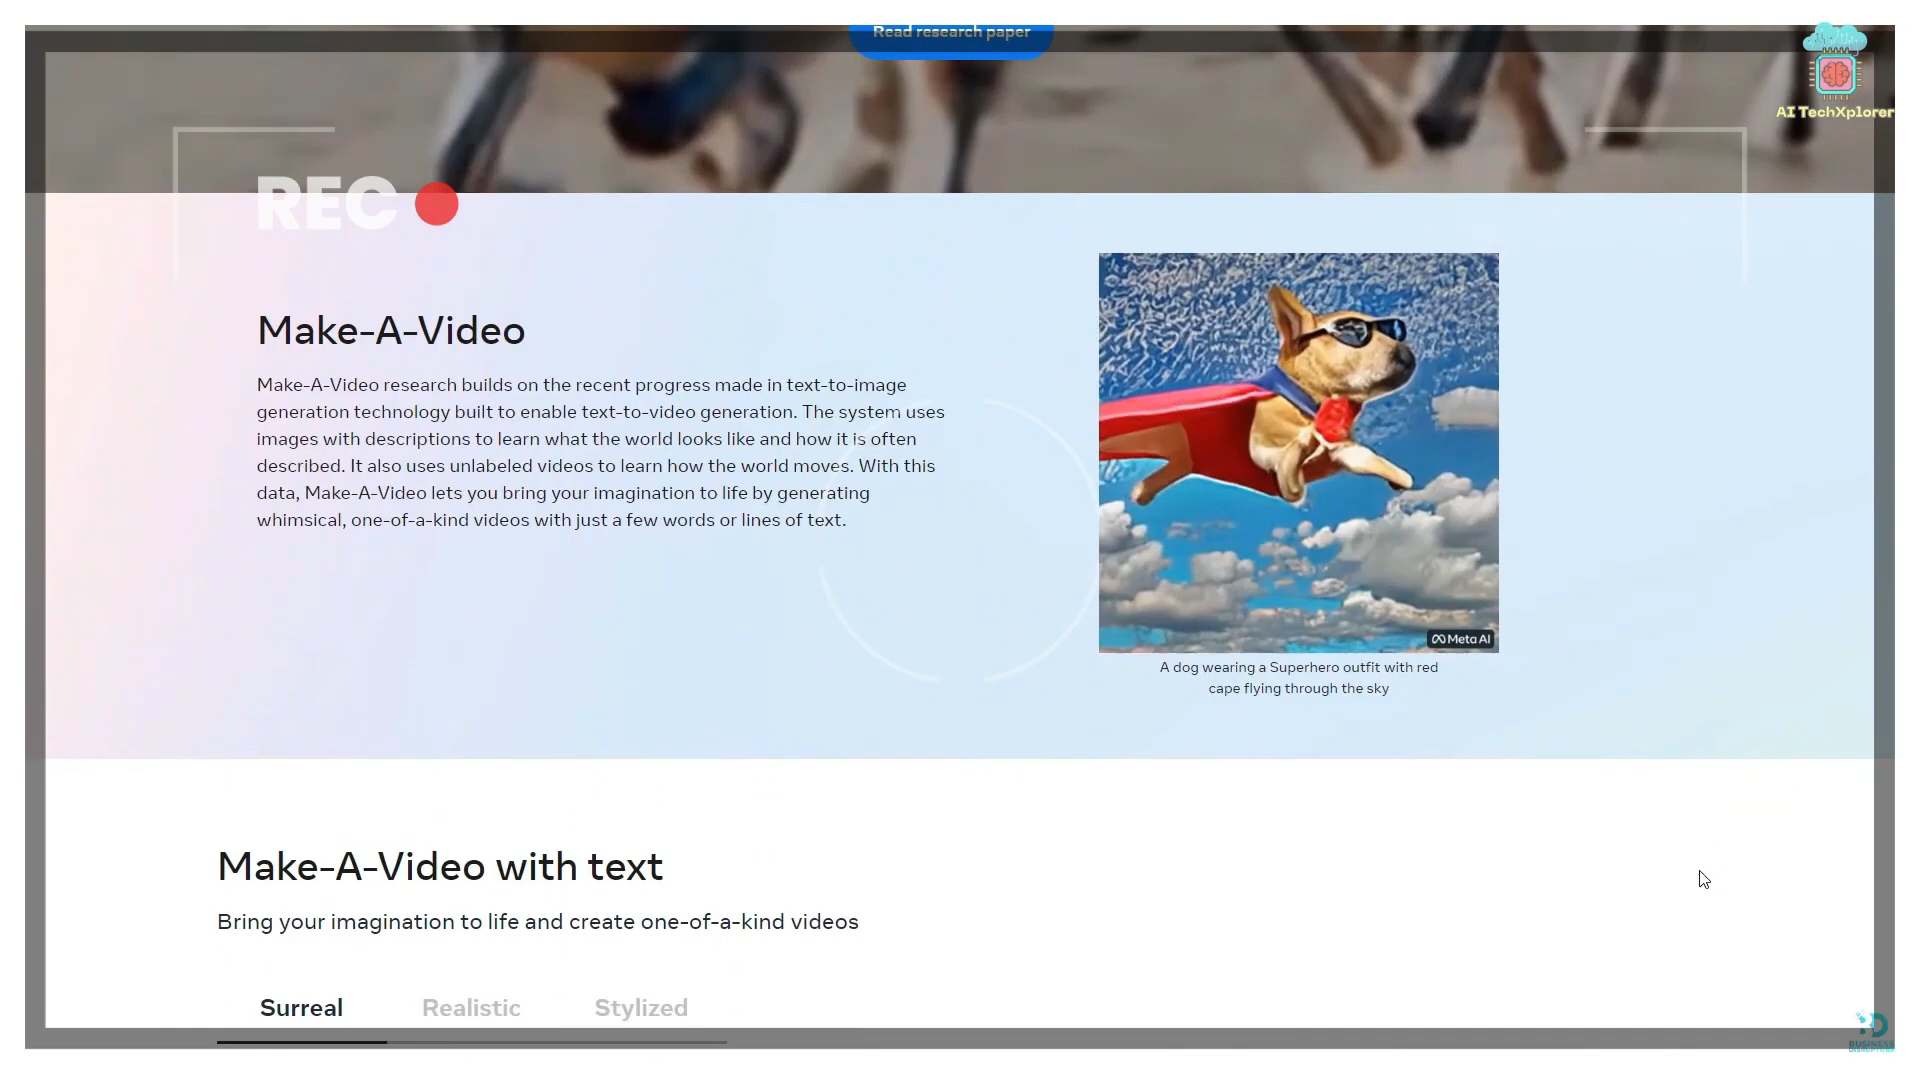 Read research paper
AI TechXplorer
REC
Make-A-Video
Make-A-Video research builds on the recent progress made in text-to-image
generation technology built to enable text-to-video generation. The system uses
images with descriptions to learn what the world looks like and how it is often
described. It also uses unlabeled videos to learn how the world moves. With this
data, Make-A-Video lets you bring your imagination to life by generating
whimsical, one-of-a-kind videos with just a few words or lines of text.
Meta AI
A dog wearing a Superhero outfit with red
cape flying through the sky
Make-A-Video with text
Bring your imagination to life and create one-of-a-kind videos
Surreal Realistic Stylized
BUSINESS
DISRUPTORS